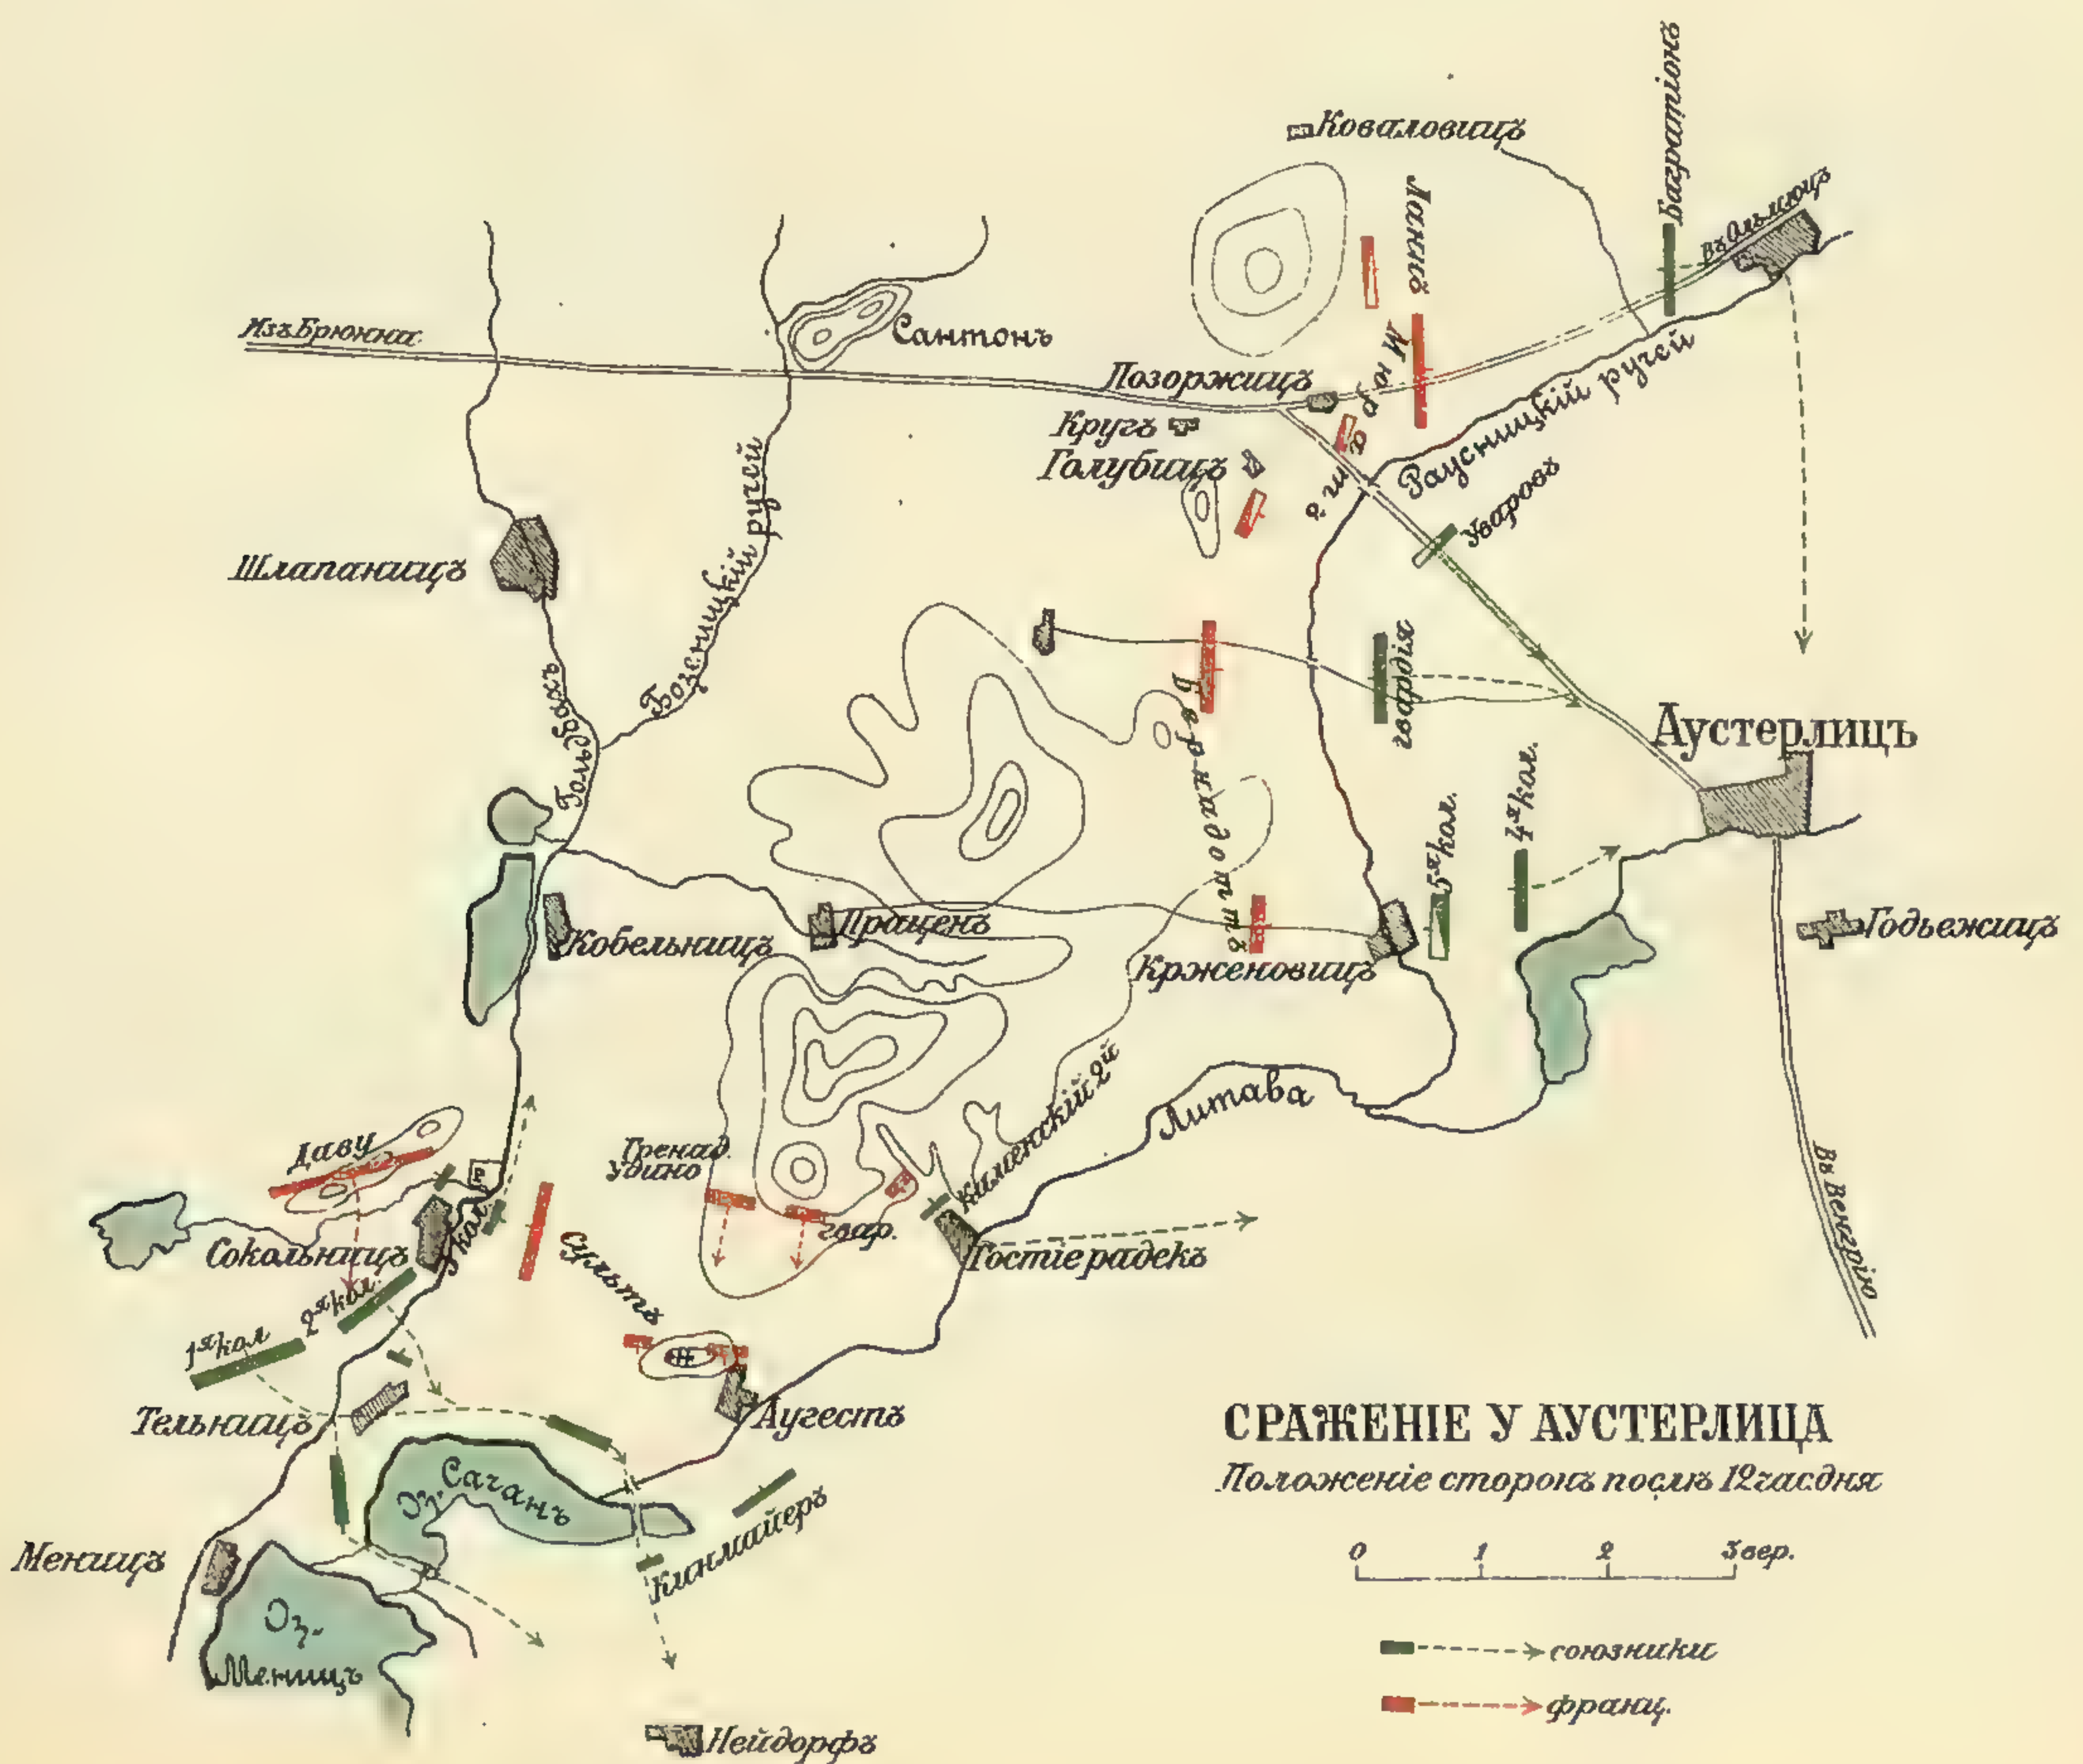 Коваловицъ
Багратіонъ
Въ Ольмюцъ
Ланнъ
Изъ Брюнна
Сантонъ
Мюратъ
Позоржицъ
Кругъ
Голубицъ
Раусницкій ручей
Уваровъ
Шлапаницъ
Бозеницкій ручей
Гольдбахъ
Бернадоттъ
гвардія
Аустерлицъ
4я кол.
5я кол.
Працен​ъ
Кобельницъ
Крженовицъ
Годьежицъ
Каменскій 2й
Литава
Даву
Гренад.
Удино
гвар.
Въ Венгрію
Сокольницъ
3я кол.
Сультъ
Гостіерадекъ
2я кол.
1я кол
Тельницъ
Аугестъ
Оз. Сачанъ
Кинмайеръ
Меницъ
Оз.
Меницъ
Нейдорфъ
СРАЖЕНІЕ У АУСТЕРЛИЦА
Положеніе сторонъ послѣ 12 час. дня
0 1 2 3 вер.
союзники
франц.